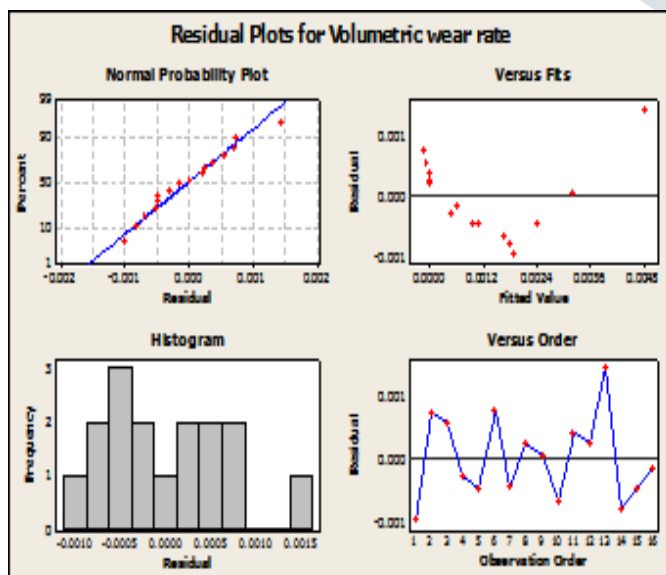 Residual Plots for Volumetric wear rate
Normal Probability Plot
Versus Fits
99
90
50
10
1
Percent
-0.002 -0.001 0.000 0.001 0.002
Residual
0.001
0.000
-0.001
Residual
0.0000 0.0012 0.0024 0.0036 0.0048
Fitted Value
Histogram
Versus Order
3
2
1
0
Frequency
-0.0010 -0.0005 0.0000 0.0005 0.0010 0.0015
Residual
0.001
0.000
-0.001
Residual
1 2 3 4 5 6 7 8 9 10 11 12 13 14 15 16
Observation Order